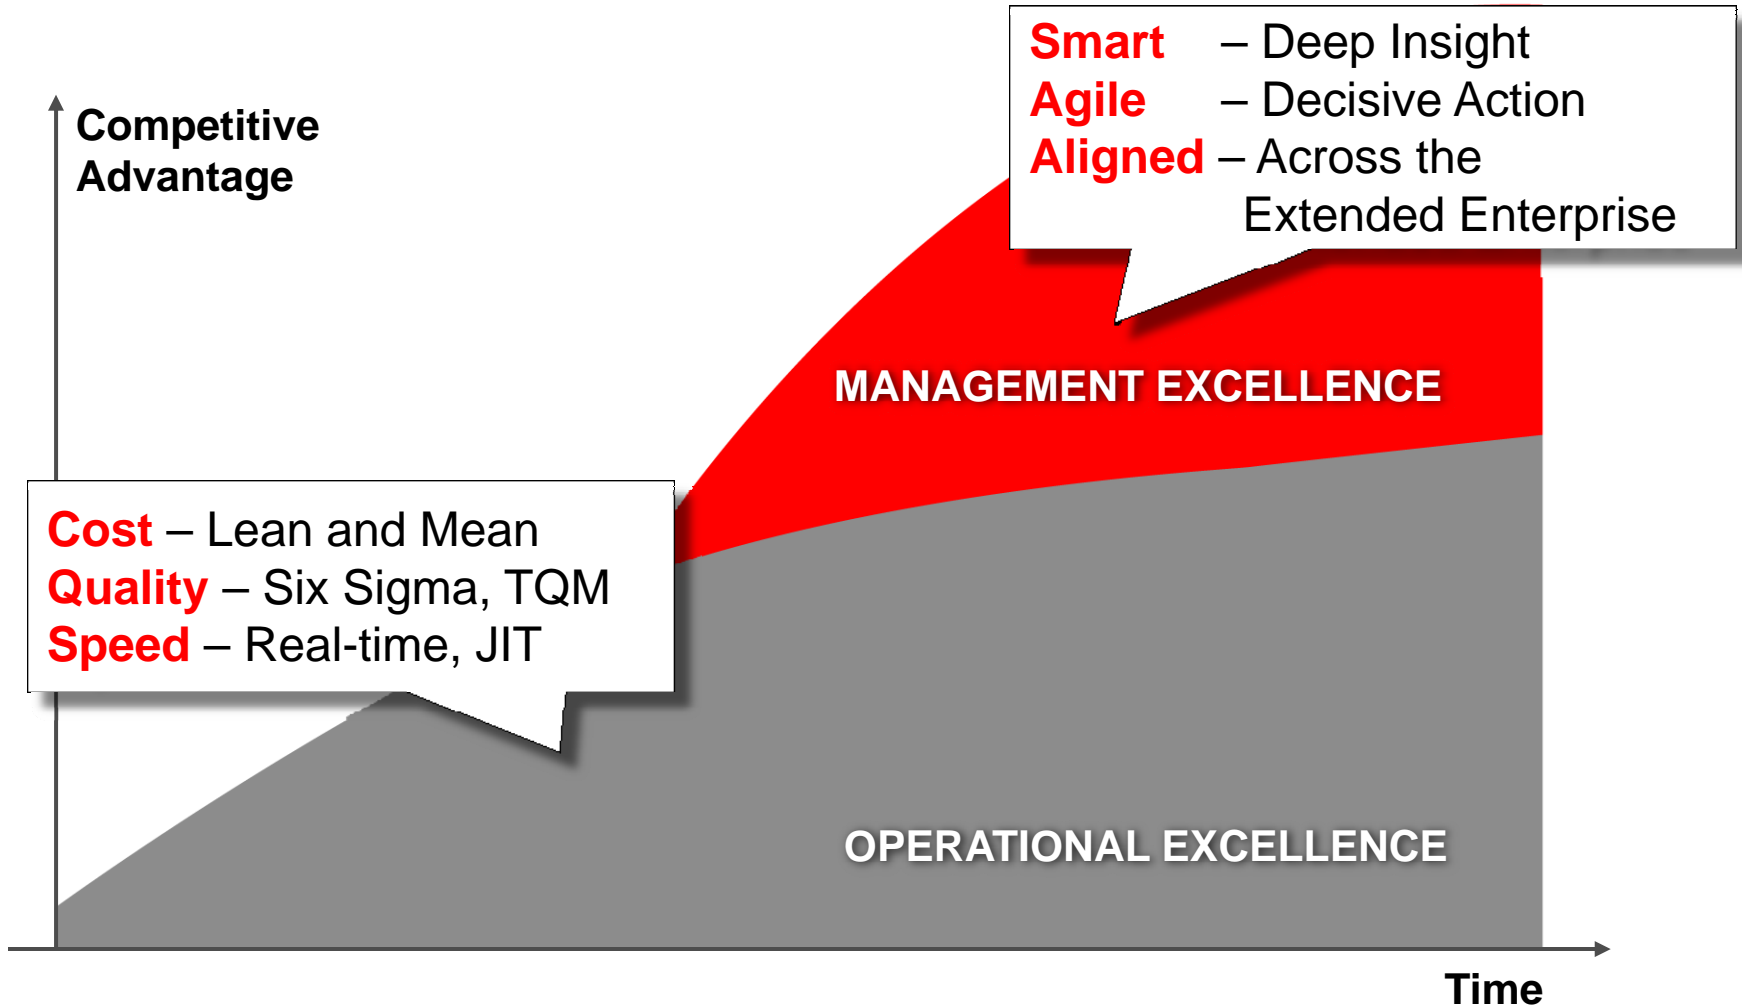 Smart – Deep Insight
Agile – Decisive Action
Aligned – Across the
Extended Enterprise
Competitive
Advantage
MANAGEMENT EXCELLENCE
Cost – Lean and Mean
Quality – Six Sigma, TQM
Speed – Real-time, JIT
OPERATIONAL EXCELLENCE
Time